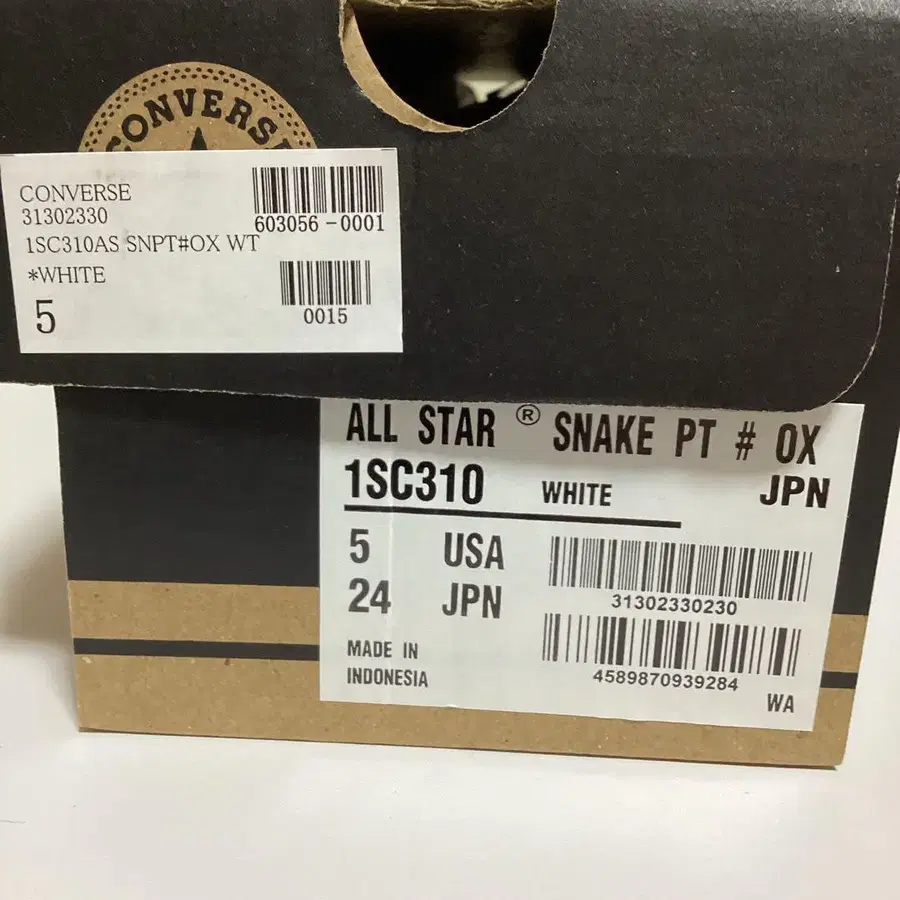 CONVERSE
CONVERSE
31302330
603056-0001
1SC310AS SNPT#OX WT
*WHITE
5
0015
ALL STAR ® SNAKE PT # OX
1SC310 WHITE JPN
5 USA
24 JPN
31302330230
MADE IN
INDONESIA
4589870939284
WA